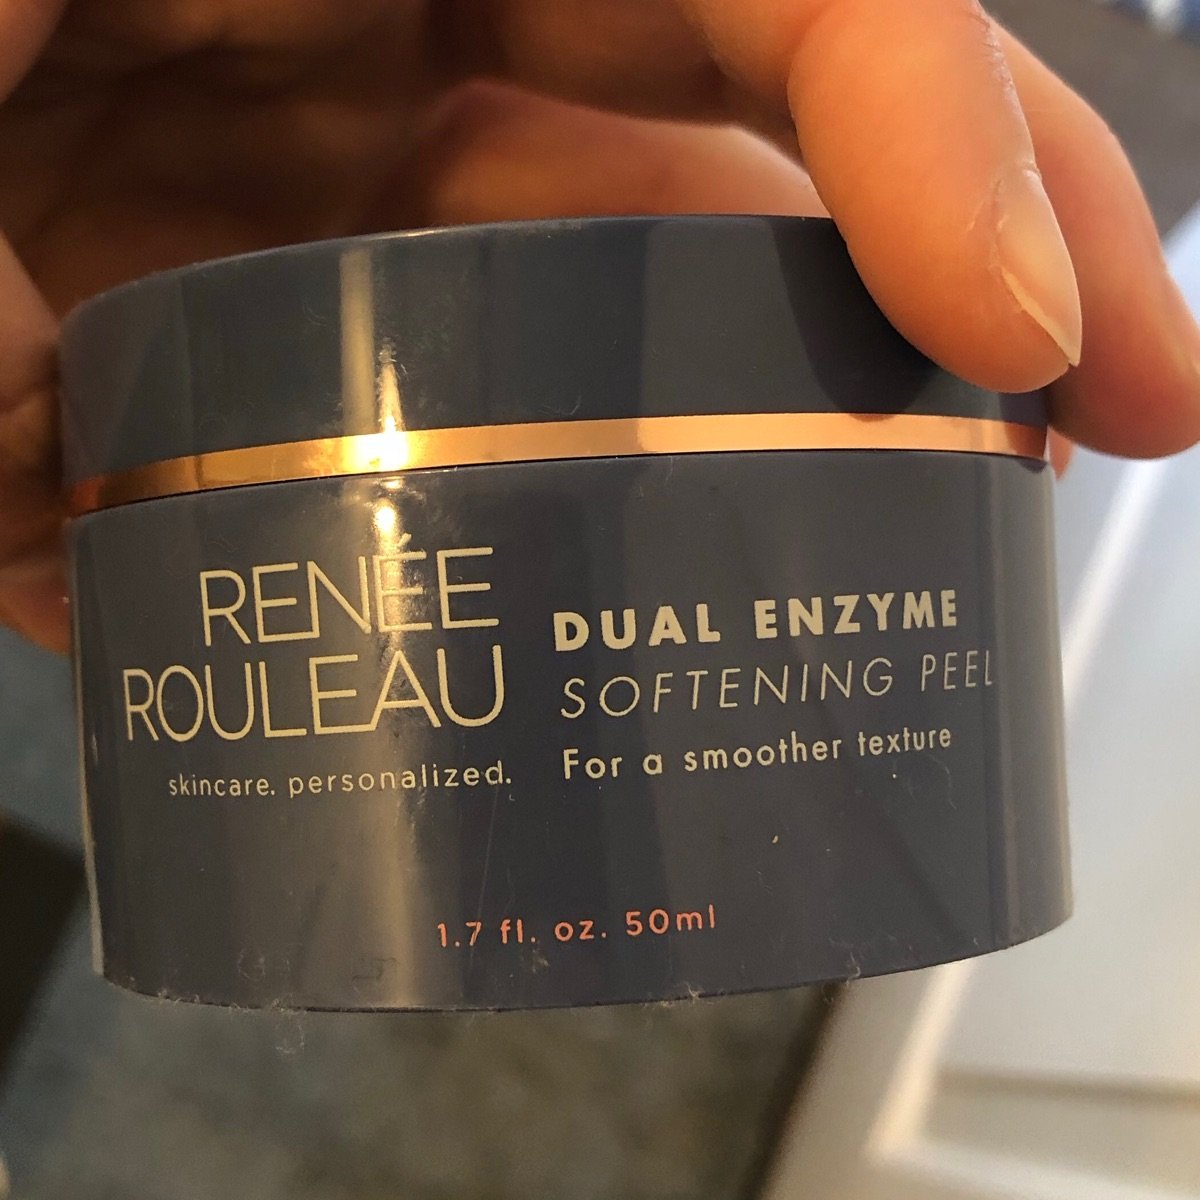 RENÉE
ROULEAU
skincare. personalized.
DUAL ENZYME
SOFTENING PEEL
For a smoother texture
1.7 fl. oz. 50ml